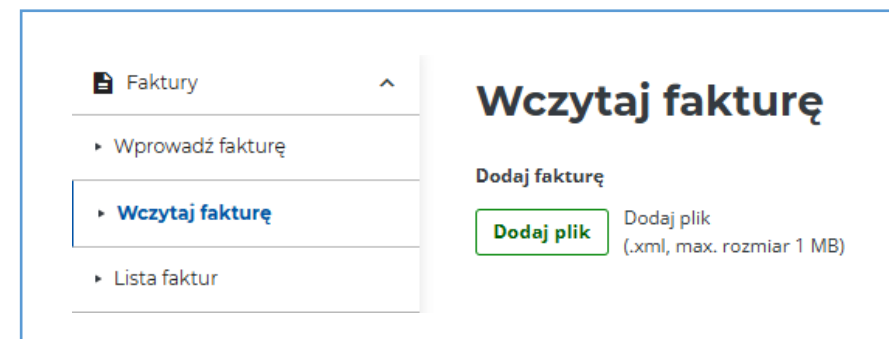 Faktury
Wprowadź fakturę
Wczytaj fakturę
Lista faktur
Wczytaj fakturę
Dodaj fakturę
Dodaj plik
Dodaj plik
(.xml, max. rozmiar 1 MB)